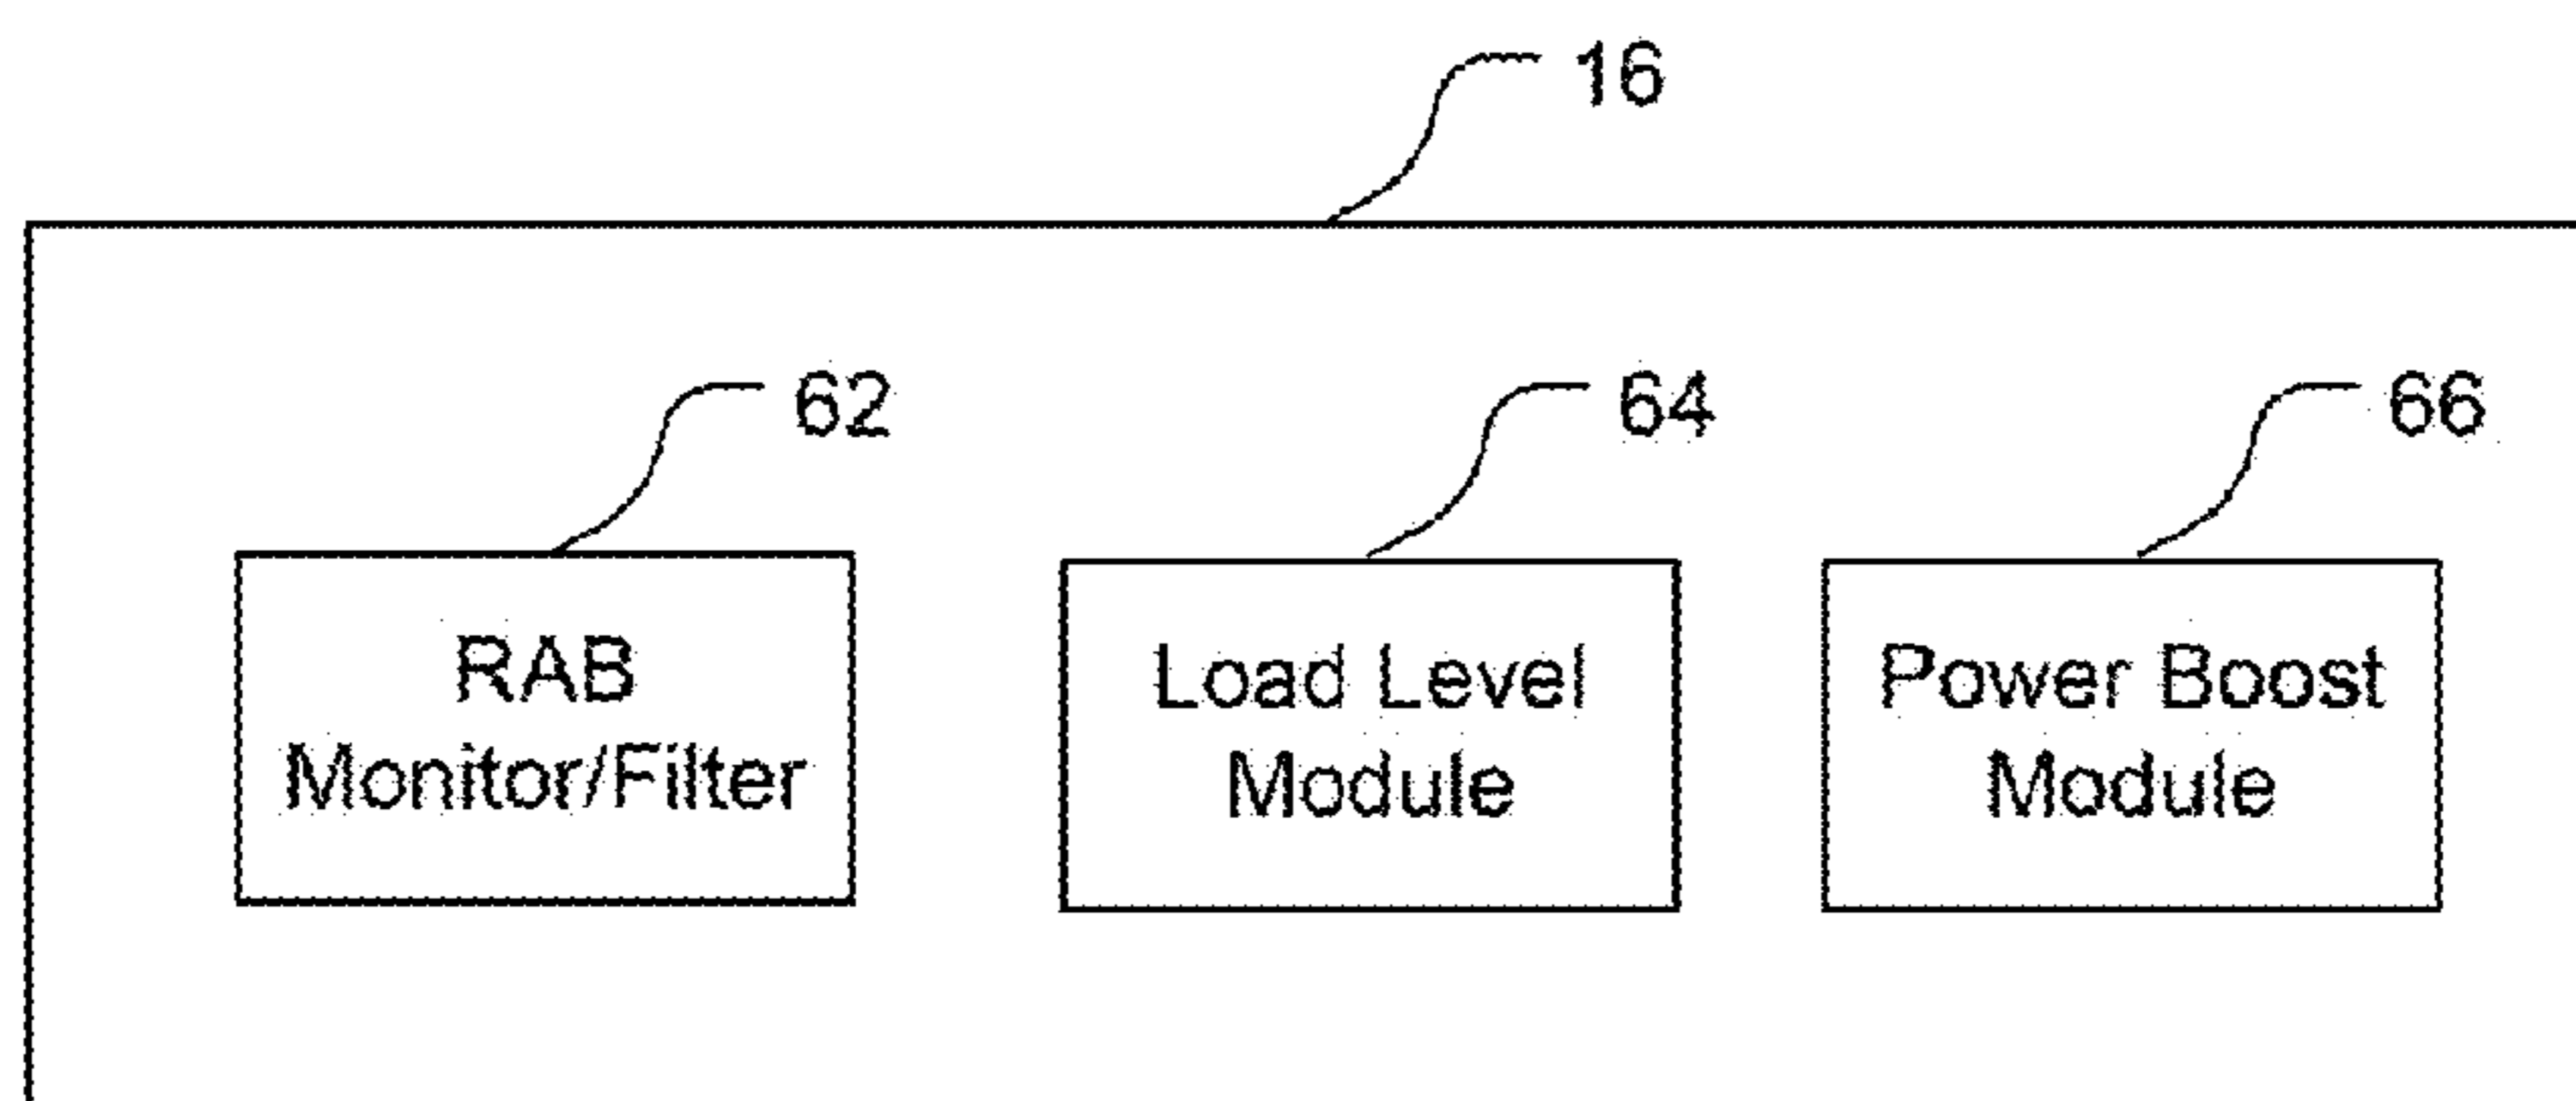 16
62
64
66
RAB
Monitor/Filter
Load Level
Module
Power Boost
Module